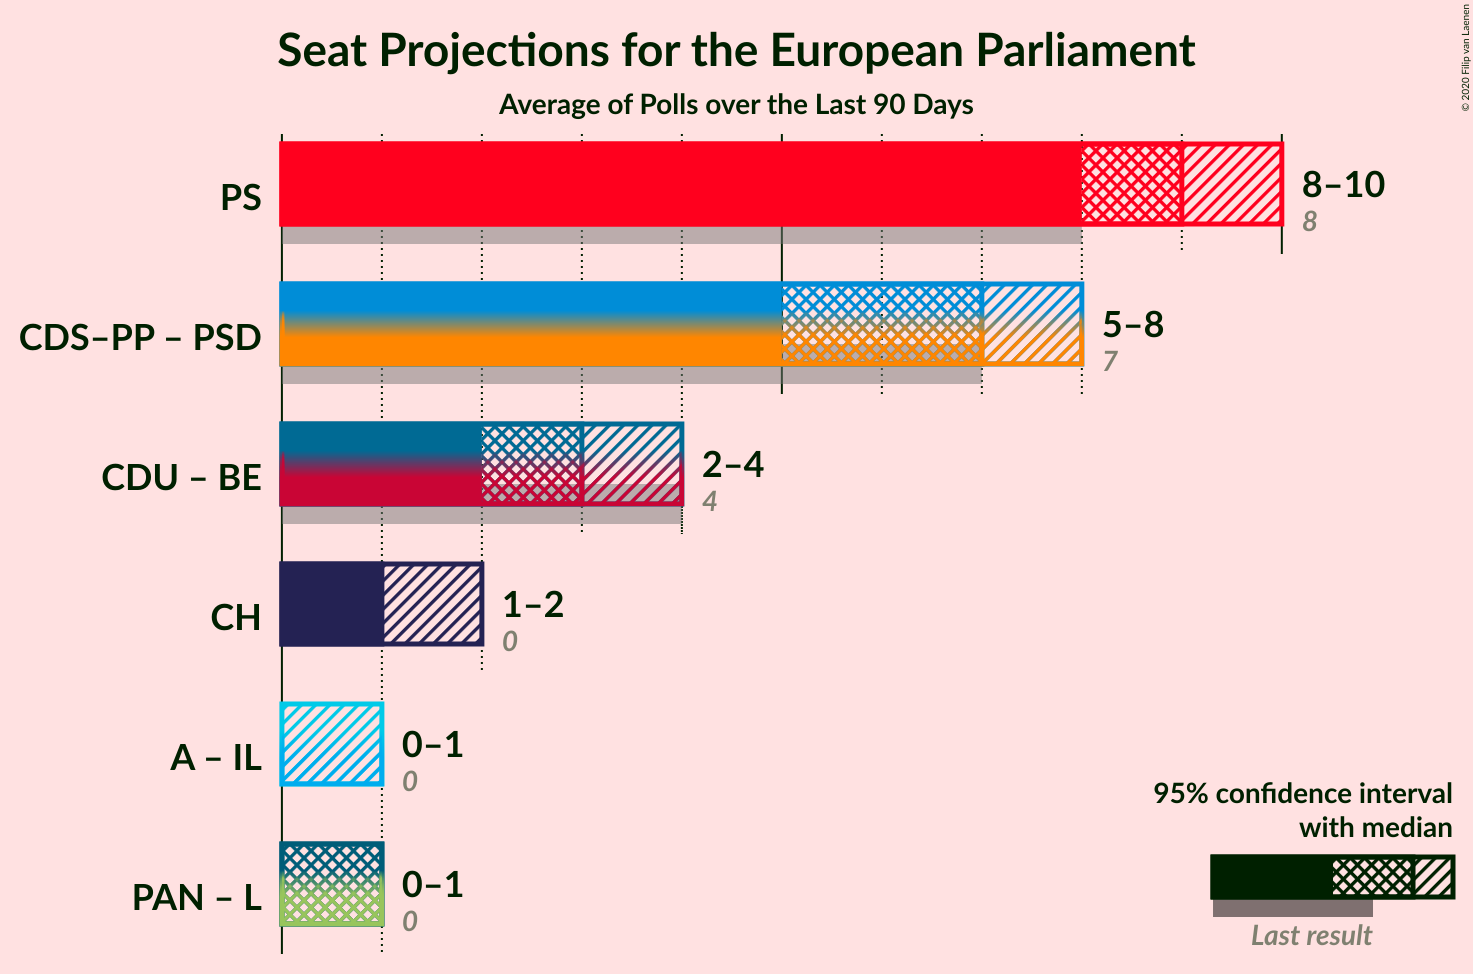 Seat Projections for the European Parliament
Average of Polls over the Last 90 Days
© 2020 Filip van Laenen
PS
8–10
8
CDS–PP – PSD
5–8
7
CDU – BE
2–4
4
CH
1–2
0
A – IL
0–1
0
PAN – L
0–1
0
95% confidence interval
with median
Last result